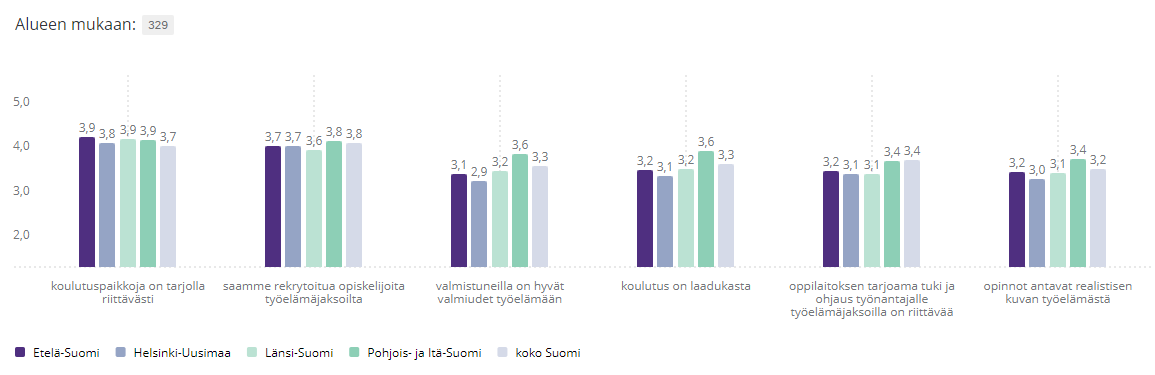 Alueen mukaan: 329
5,0
4,0
3,0
2,0
3,9 3,8 3,9 3,9 3,7
3,7 3,7 3,6 3,8 3,8
3,1 2,9 3,2 3,6 3,3
3,2 3,1 3,2 3,6 3,3
3,2 3,1 3,1 3,4 3,4
3,2 3,0 3,1 3,4 3,2
koulutuspaikkoja on tarjolla
riittävästi
saamme rekrytoitua opiskelijoita
työelämäjaksoilta
valmistuneilla on hyvät
valmiudet työelämään
koulutus on laadukasta
oppilaitoksen tarjoama tuki ja
ohjaus työnantajalle
työelämäjaksoilla on riittävää
opinnot antavat realistisen
kuvan työelämästä
Etelä-Suomi Helsinki-Uusimaa Länsi-Suomi Pohjois- ja Itä-Suomi koko Suomi